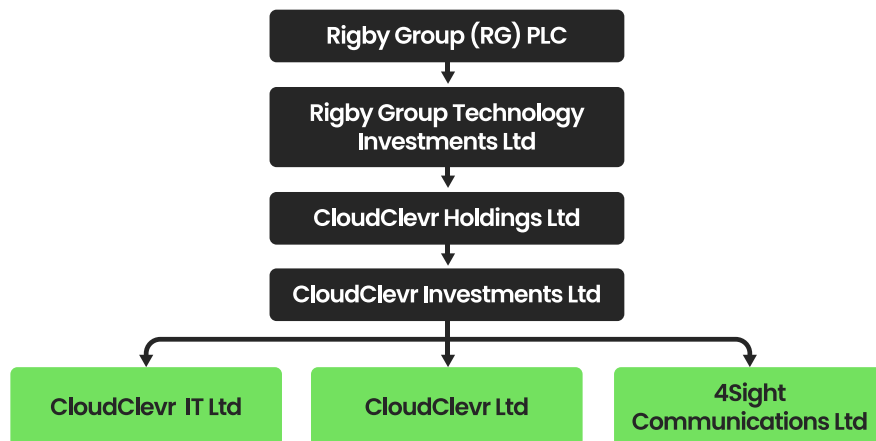 Rigby Group (RG) PLC
Rigby Group Technology
Investments Ltd
CloudClevr Holdings Ltd
CloudClevr Investments Ltd
CloudClevr IT Ltd
CloudClevr Ltd
4Sight
Communications Ltd